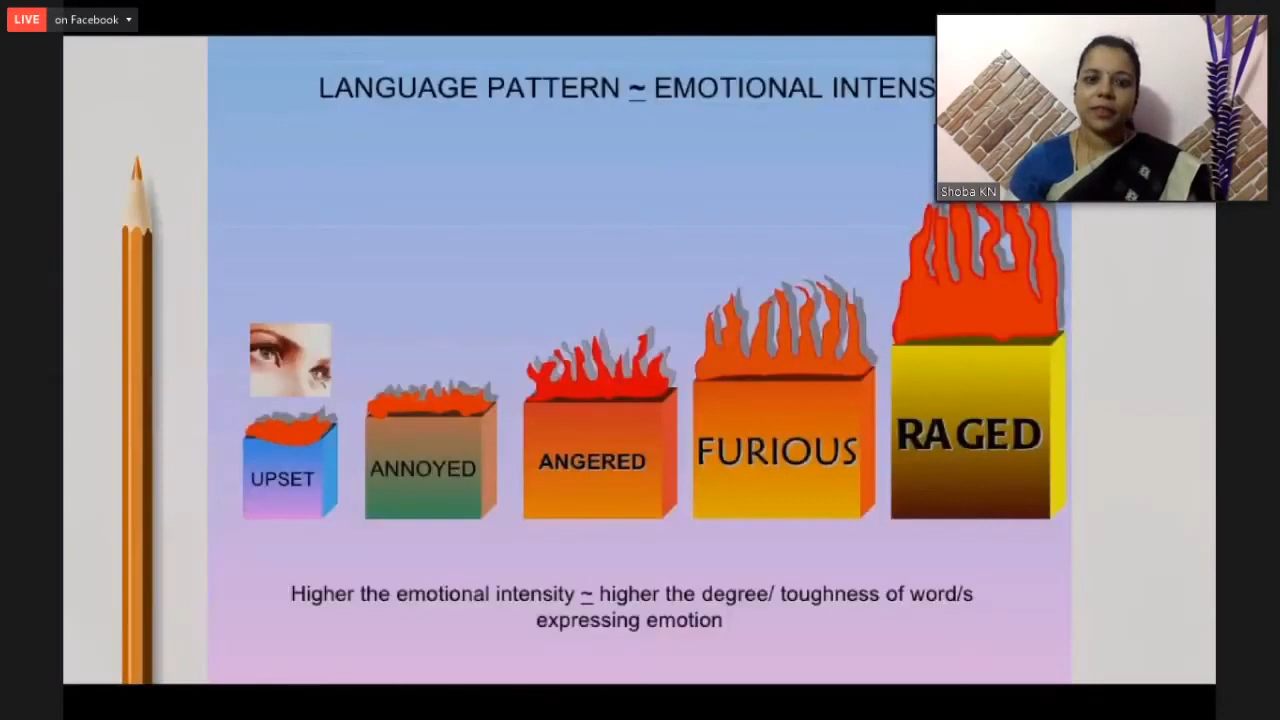 LIVE on Facebook
LANGUAGE PATTERN ~ EMOTIONAL INTENS
Shoba KN
UPSET
ANNOYED
ANGERED
FURIOUS
RAGED
Higher the emotional intensity ~ higher the degree/ toughness of word/s
expressing emotion